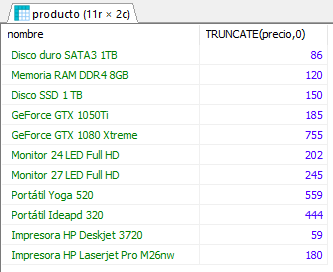 producto (11r × 2c)
nombre TRUNCATE(precio,0)
Disco duro SATA3 1TB 86
Memoria RAM DDR4 8GB 120
Disco SSD 1 TB 150
GeForce GTX 1050Ti 185
GeForce GTX 1080 Xtreme 755
Monitor 24 LED Full HD 202
Monitor 27 LED Full HD 245
Portátil Yoga 520 559
Portátil Ideapd 320 444
Impresora HP Deskjet 3720 59
Impresora HP Laserjet Pro M26nw 180